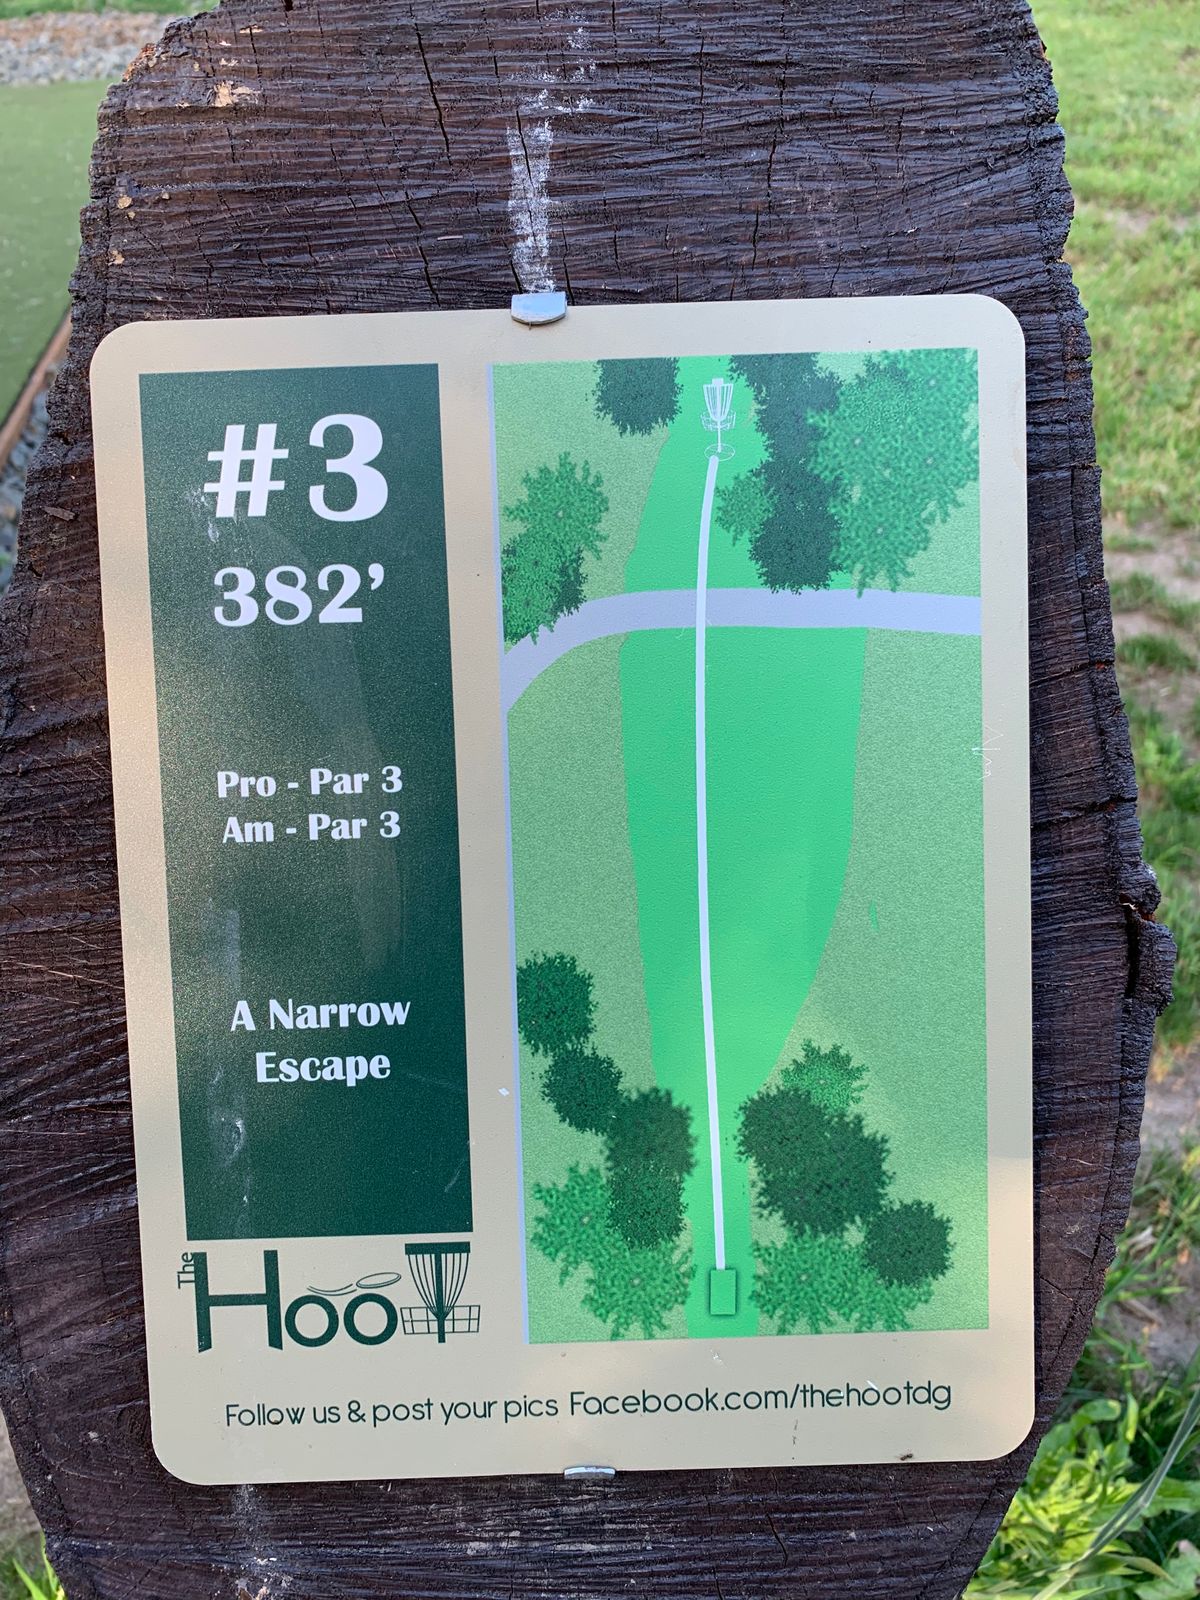 #3
382’
Pro - Par 3
Am - Par 3
A Narrow
Escape
The Hoot
Follow us & post your pics Facebook.com/thehootdg